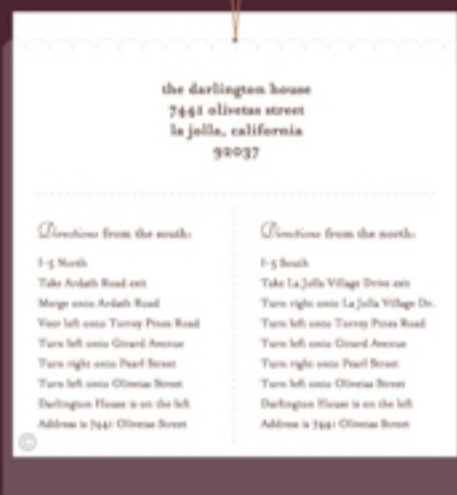 the darlington house
7441 olivetas street
la jolla, california
92037
Directions from the south:
I-5 North
Take Ardath Road exit
Merge onto Ardath Road
Veer left onto Torrey Pines Road
Turn left onto Girard Avenue
Turn right onto Pearl Street
Turn left onto Olivetas Street
Darlington House is on the left
Address is 7441 Olivetas Street
Directions from the north:
I-5 South
Take La Jolla Village Drive exit
Turn right onto La Jolla Village Dr.
Turn left onto Torrey Pines Road
Turn left onto Girard Avenue
Turn right onto Pearl Street
Turn left onto Olivetas Street
Darlington House is on the left
Address is 7441 Olivetas Street
©